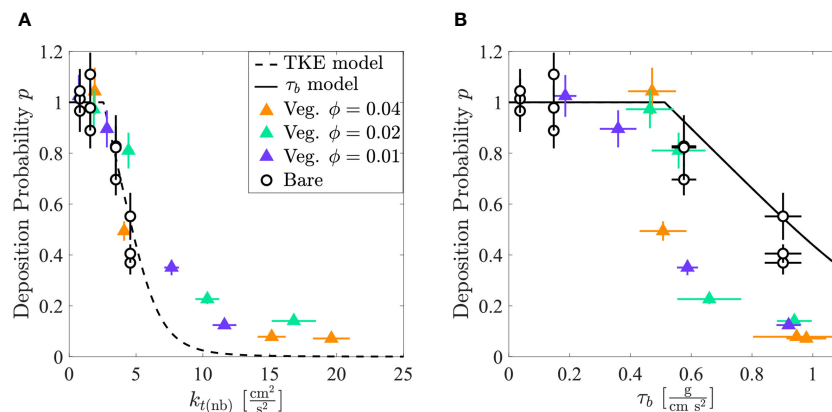 A
B
Deposition Probability p
1.2
1
0.8
0.6
0.4
0.2
0
0 5 10 15 20 25
k_{t(nb)} [cm²/s²]
TKE model
τ_b model
Veg. ϕ = 0.04
Veg. ϕ = 0.02
Veg. ϕ = 0.01
Bare
Deposition Probability p
1.2
1
0.8
0.6
0.4
0.2
0
0 0.2 0.4 0.6 0.8 1
τ_b [g/cm s²]